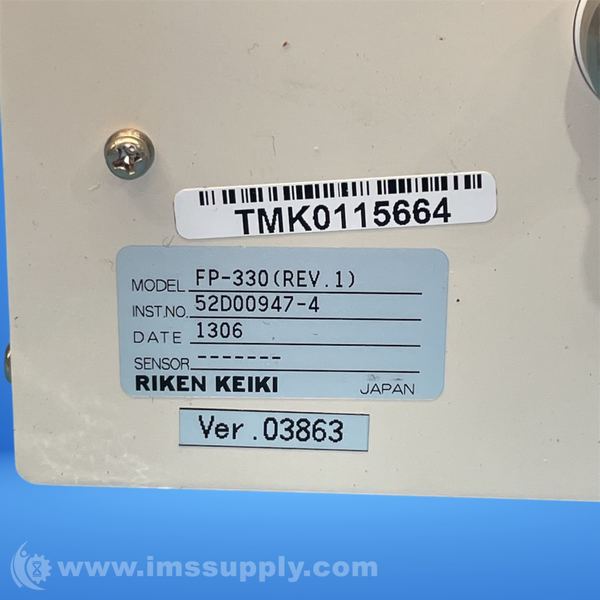 TMK0115664
MODEL FP-330(REV.1)
INST.NO. 52D00947-4
DATE 1306
SENSOR -------
RIKEN KEIKI JAPAN
Ver.03863
www.imssupply.com